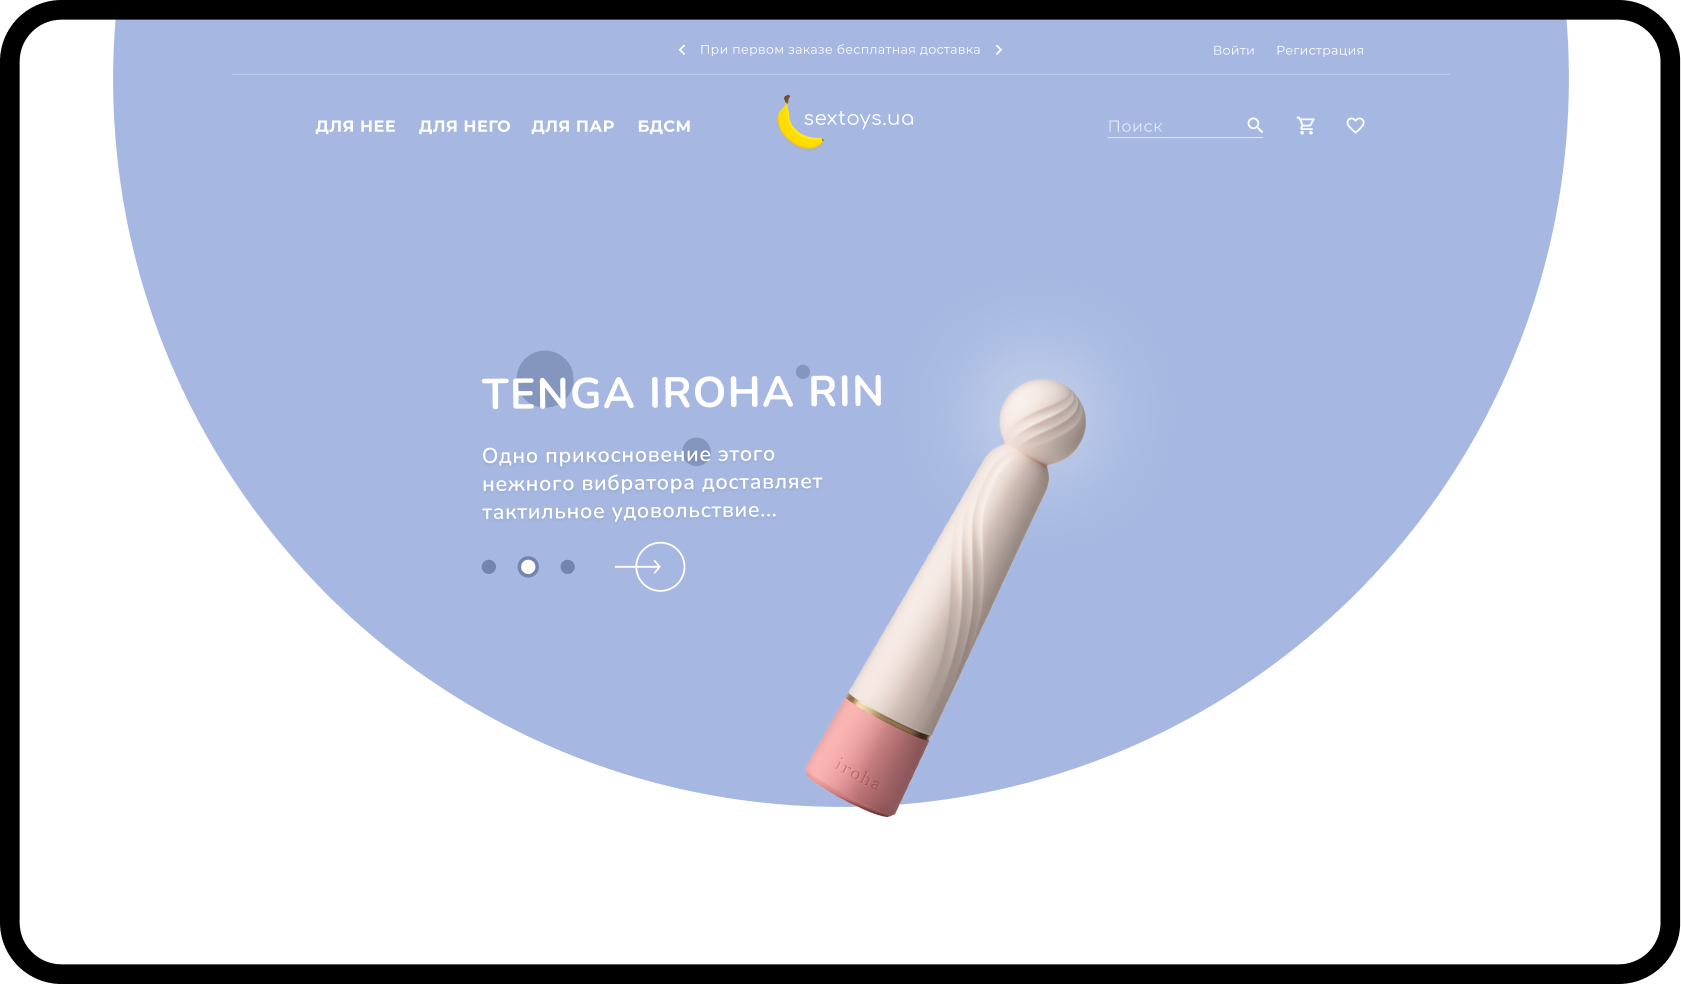 При первом заказе бесплатная доставка
Войти
Регистрация
ДЛЯ НЕЕ
ДЛЯ НЕГО
ДЛЯ ПАР
БДСМ
sextoys.ua
Поиск
TENGA IROHA RIN
Одно прикосновение этого
нежного вибратора доставляет
тактильное удовольствие...
iroha